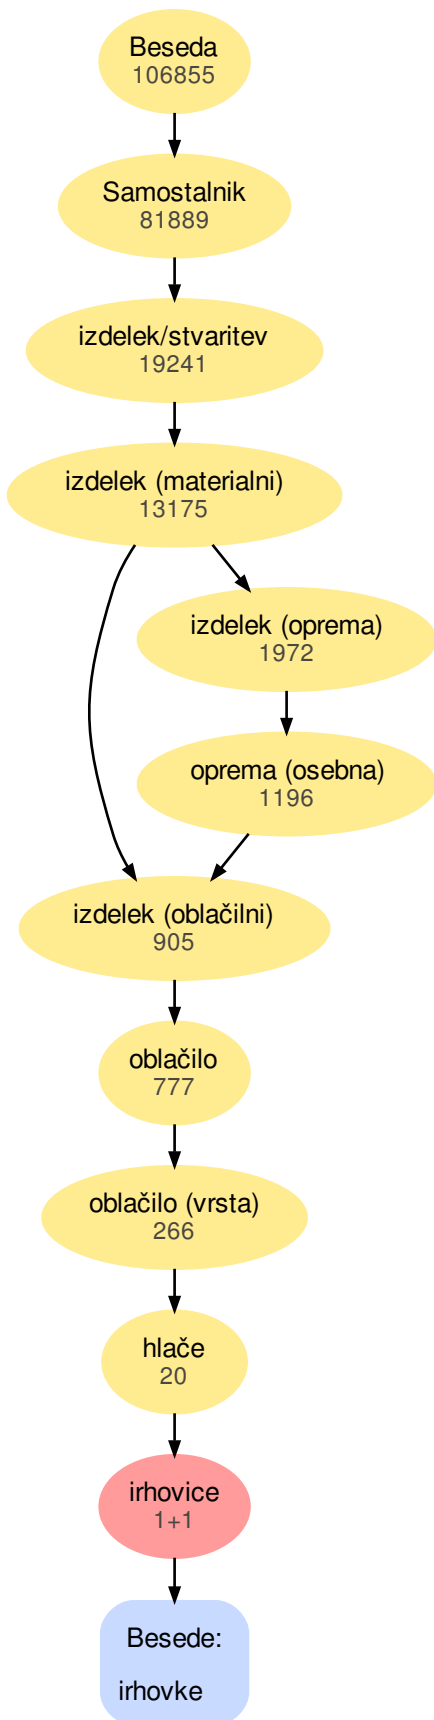 Beseda
106855
Samostalnik
81889
izdelek/stvaritev
19241
izdelek (materialni)
13175
izdelek (oprema)
1972
oprema (osebna)
1196
izdelek (oblačilni)
905
oblačilo
777
oblačilo (vrsta)
266
hlače
20
irhovice
1+1
Besede:
irhovke